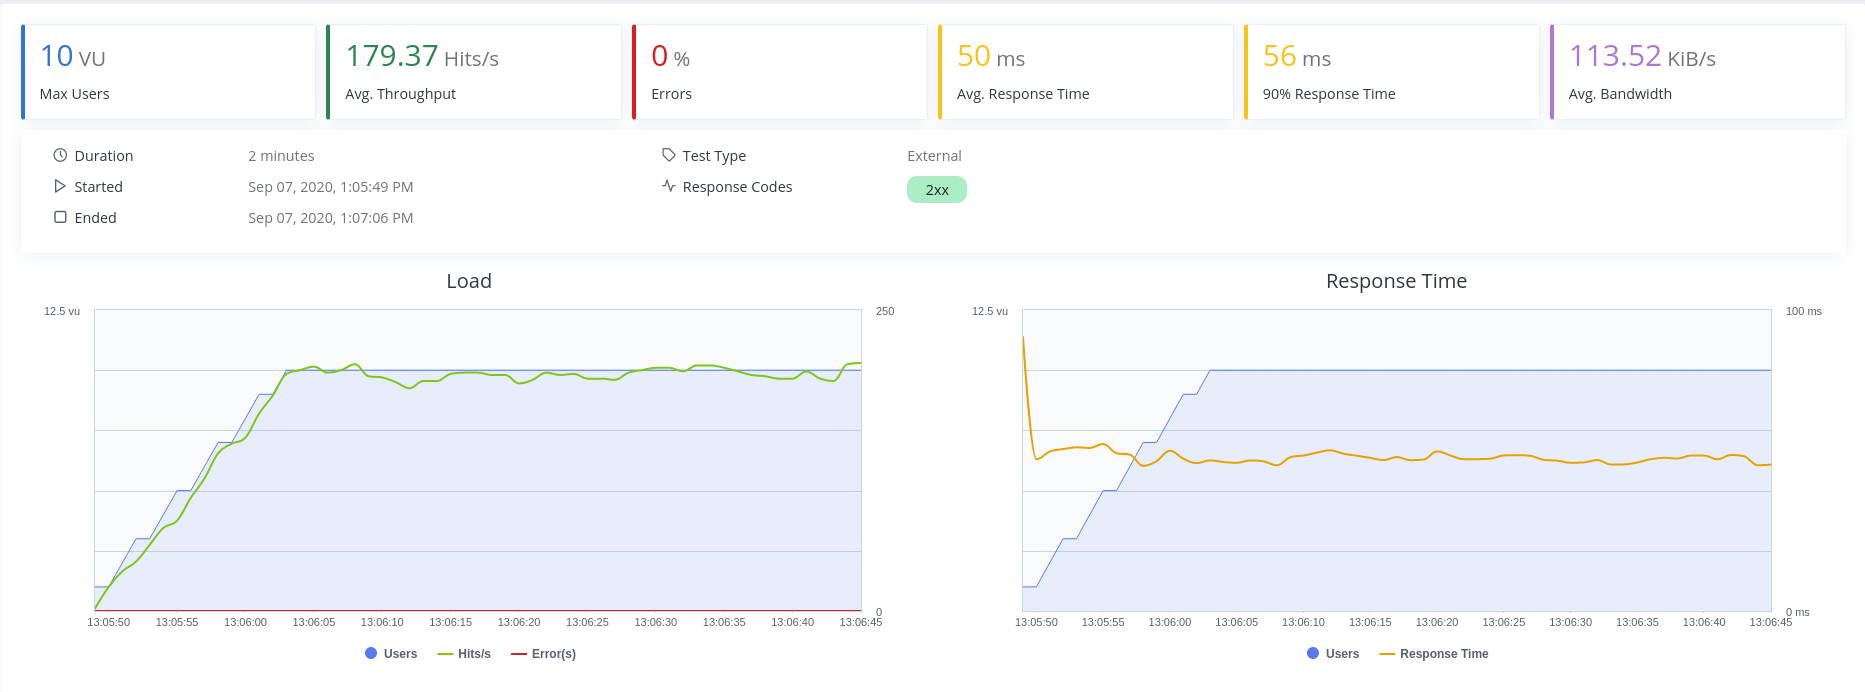 10 VU
Max Users
179.37 Hits/s
Avg. Throughput
0 %
Errors
50 ms
Avg. Response Time
56 ms
90% Response Time
113.52 KiB/s
Avg. Bandwidth
Duration 2 minutes
Started Sep 07, 2020, 1:05:49 PM
Ended Sep 07, 2020, 1:07:06 PM
Test Type External
Response Codes 2xx
Load
12.5 vu 250
0
13:05:50 13:05:55 13:06:00 13:06:05 13:06:10 13:06:15 13:06:20 13:06:25 13:06:30 13:06:35 13:06:40 13:06:45
Users Hits/s Error(s)
Response Time
12.5 vu 100 ms
0 ms
13:05:50 13:05:55 13:06:00 13:06:05 13:06:10 13:06:15 13:06:20 13:06:25 13:06:30 13:06:35 13:06:40 13:06:45
Users Response Time